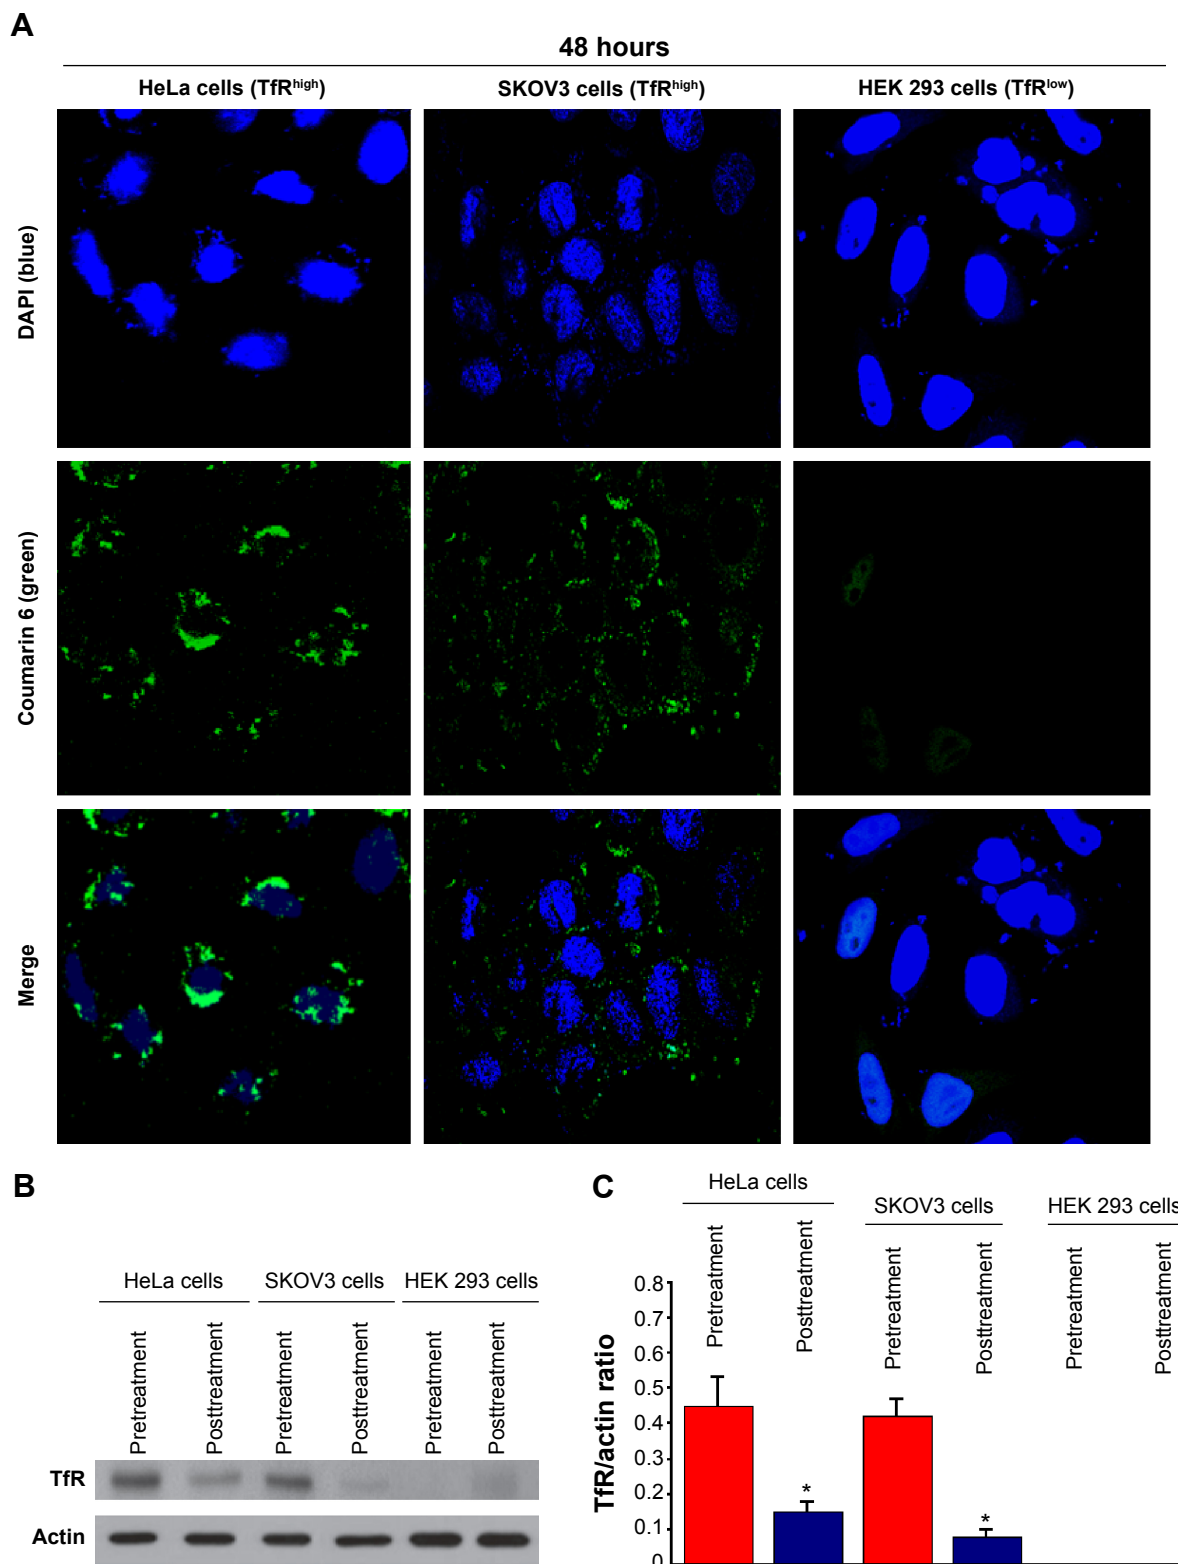 A
48 hours
HeLa cells (TfRhigh)
SKOV3 cells (TfRhigh)
HEK 293 cells (TfRlow)
DAPI (blue)
Coumarin 6 (green)
Merge
B
HeLa cells
SKOV3 cells
HEK 293 cells
Pretreatment
Posttreatment
Pretreatment
Posttreatment
Pretreatment
Posttreatment
TfR
Actin
C
HeLa cells
SKOV3 cells
HEK 293 cells
Pretreatment
Posttreatment
Pretreatment
Posttreatment
Pretreatment
Posttreatment
TfR/actin ratio
0.8
0.7
0.6
0.5
0.4
0.3
0.2
0.1
0
*
*